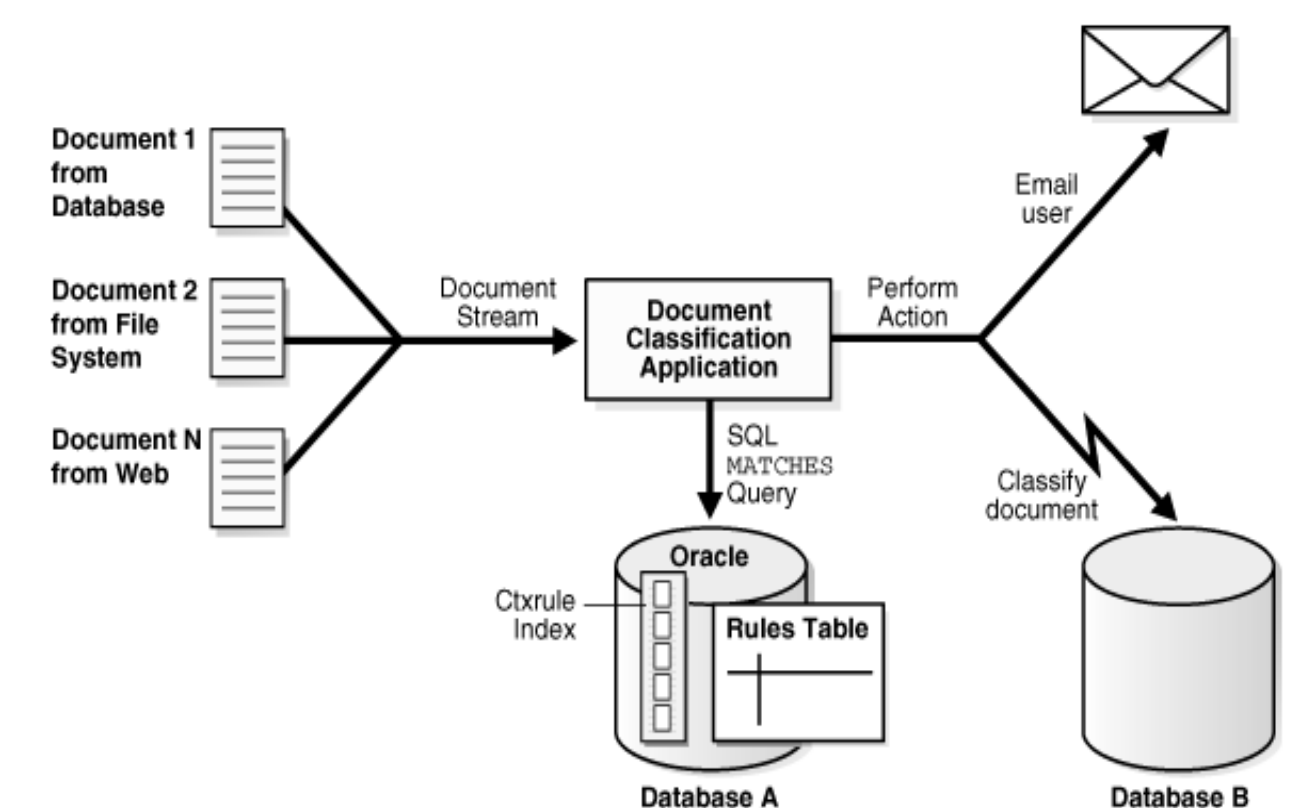 Document 1
from
Database
Document 2
from File
System
Document N
from Web
Document
Stream
Document
Classification
Application
Perform
Action
Email
user
Classify
document
SQL
MATCHES
Query
Oracle
Ctxrule
Index
Rules Table
Database A
Database B